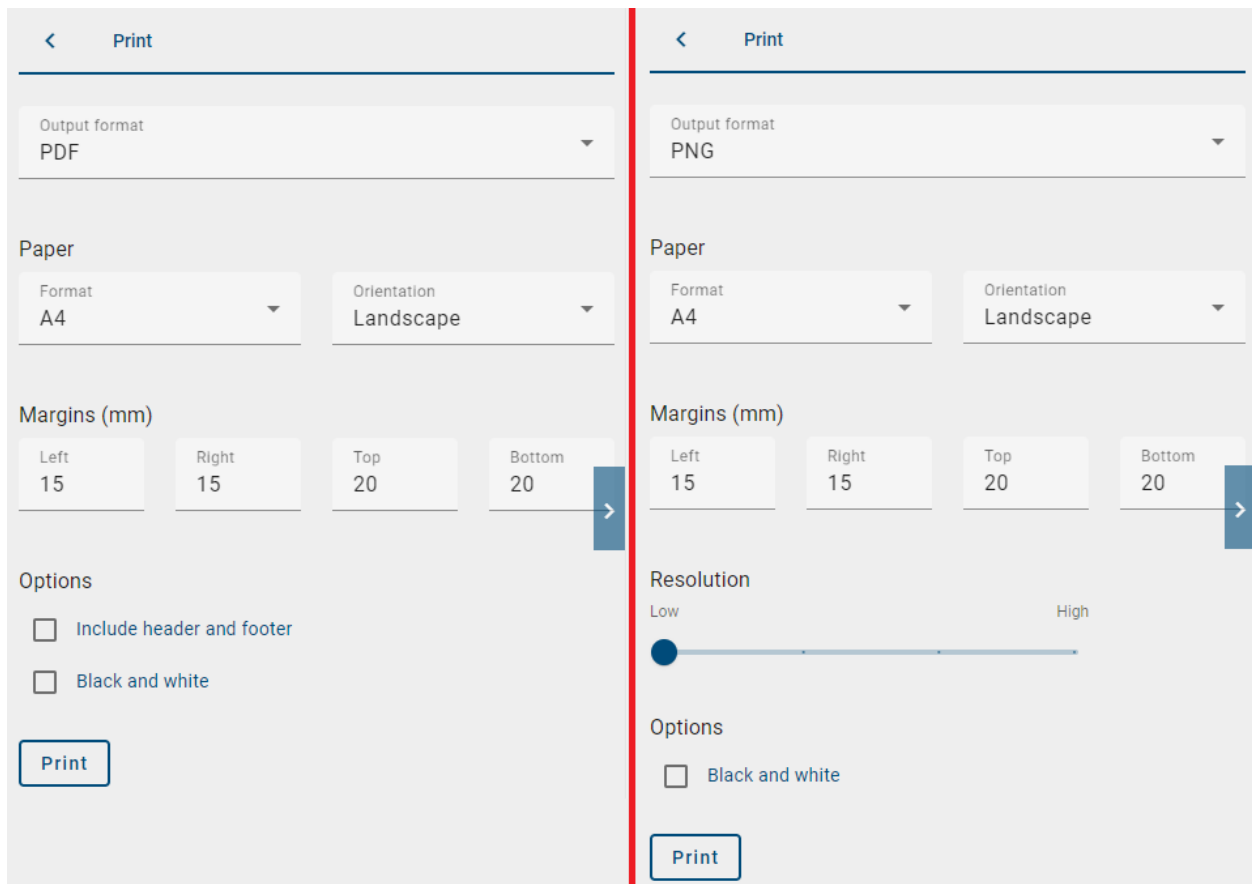 Print
Output format
PDF
Paper
Format
A4
Orientation
Landscape
Margins (mm)
Left
15
Right
15
Top
20
Bottom
20
Options
Include header and footer
Black and white
Print
Print
Output format
PNG
Paper
Format
A4
Orientation
Landscape
Margins (mm)
Left
15
Right
15
Top
20
Bottom
20
Resolution
Low
High
Options
Black and white
Print